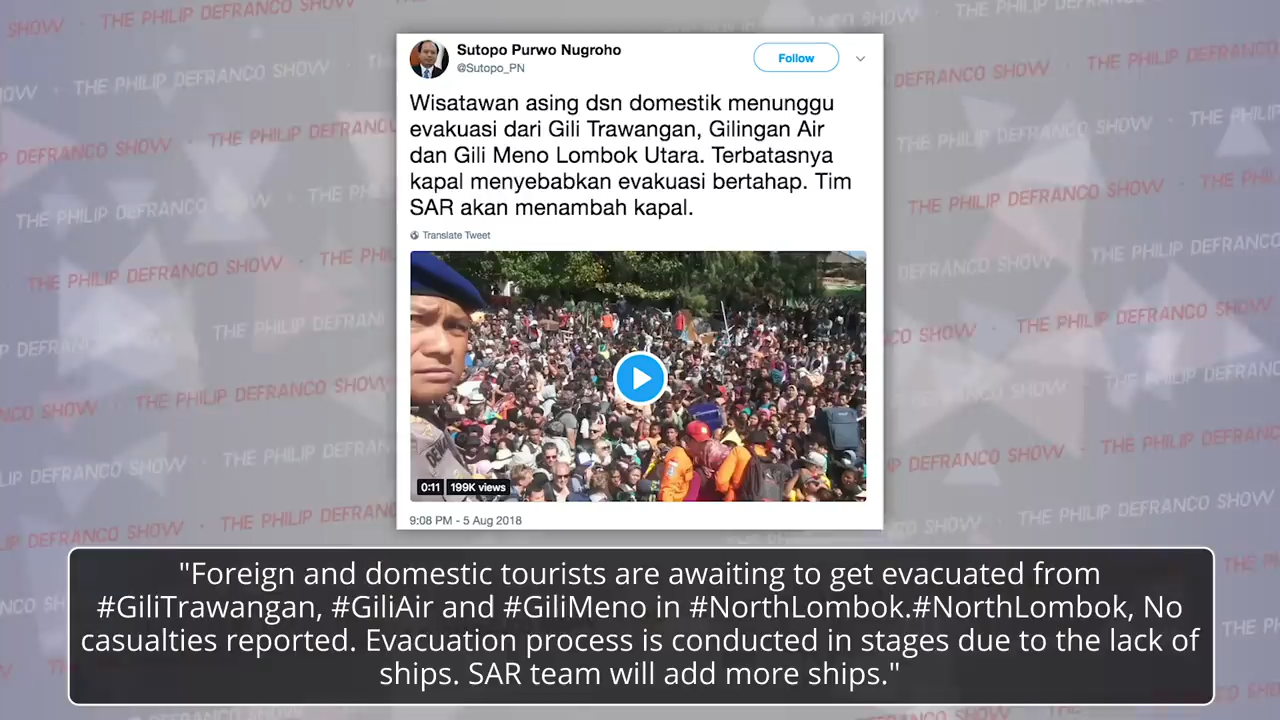 Sutopo Purwo Nugroho
@Sutopo_PN
Follow
Wisatawan asing dsn domestik menunggu
evakuasi dari Gili Trawangan, Gilingan Air
dan Gili Meno Lombok Utara. Terbatasnya
kapal menyebabkan evakuasi bertahap. Tim
SAR akan menambah kapal.
Translate Tweet
0:11 199K views
9:08 PM - 5 Aug 2018
"Foreign and domestic tourists are awaiting to get evacuated from
#GiliTrawangan, #GiliAir and #GiliMeno in #NorthLombok.#NorthLombok, No
casualties reported. Evacuation process is conducted in stages due to the lack of
ships. SAR team will add more ships."
THE PHILIP DEFRANCO SHOW